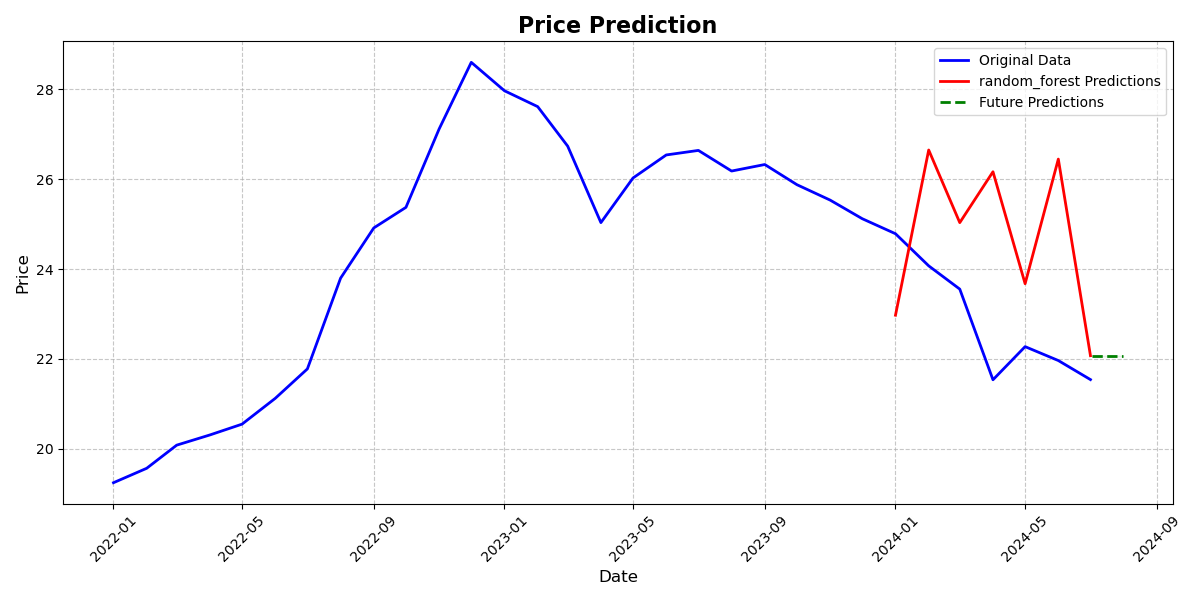 Price Prediction
Original Data
random_forest Predictions
Future Predictions
Price
28
26
24
22
20
2022-01
2022-05
2022-09
2023-01
2023-05
2023-09
2024-01
2024-05
2024-09
Date